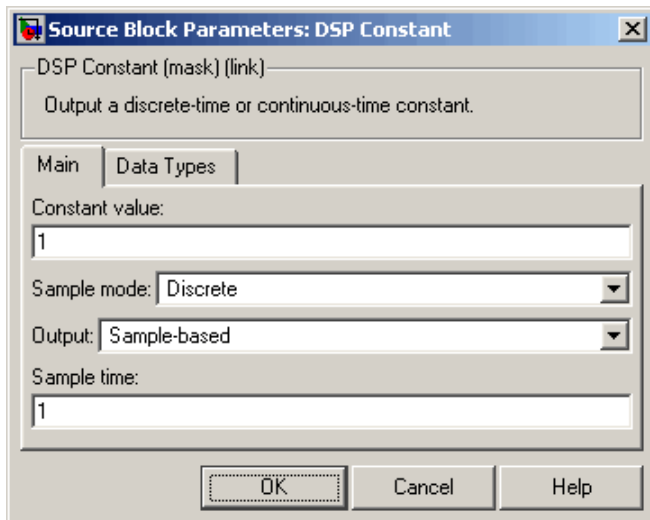 Source Block Parameters: DSP Constant
DSP Constant (mask) (link)
Output a discrete-time or continuous-time constant.
Main
Data Types
Constant value:
1
Sample mode: Discrete
Output: Sample-based
Sample time:
1
OK Cancel Help